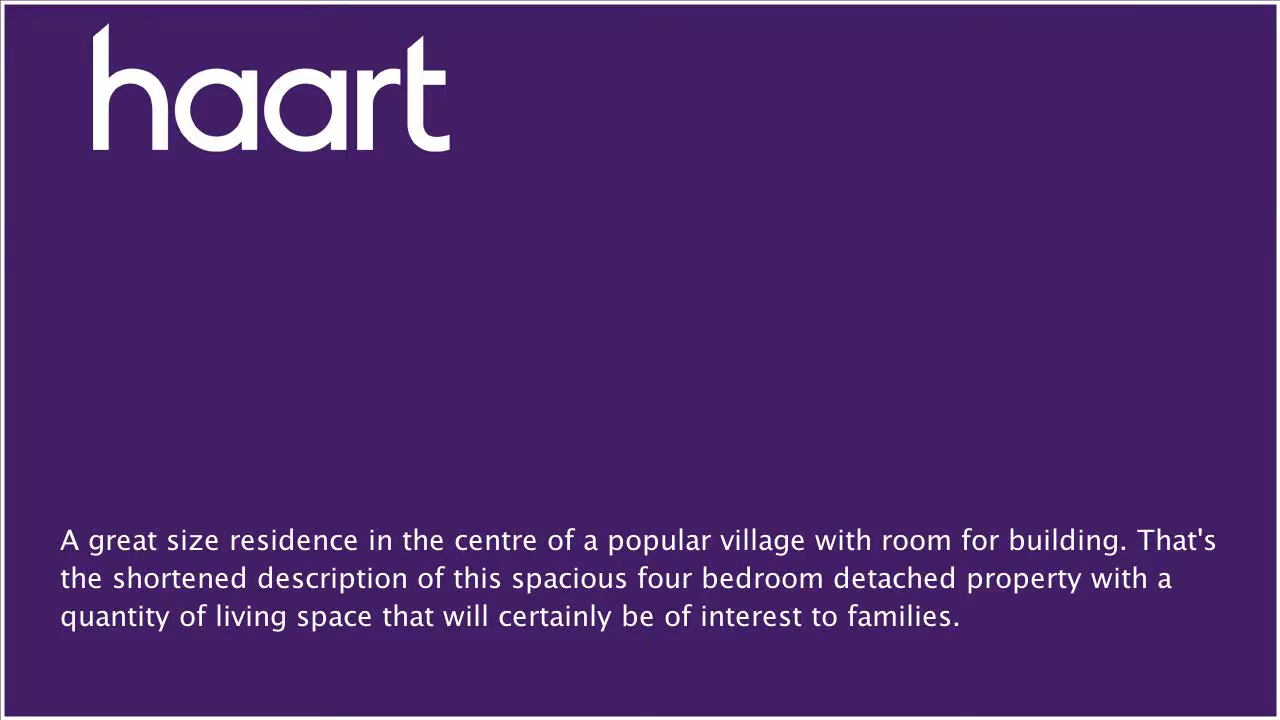 haart
A great size residence in the centre of a popular village with room for building. That's
the shortened description of this spacious four bedroom detached property with a
quantity of living space that will certainly be of interest to families.